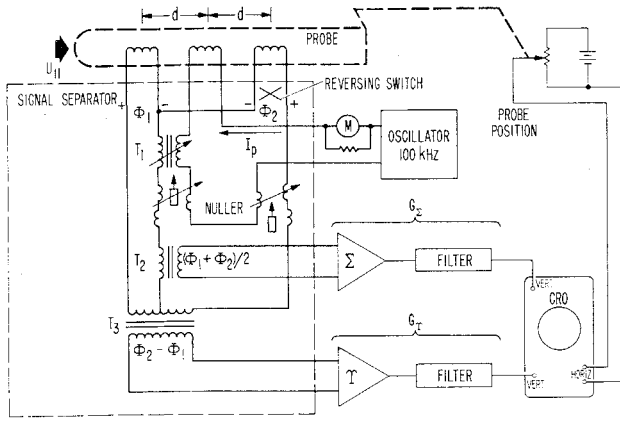 d d
PROBE
U||
SIGNAL SEPARATOR
REVERSING SWITCH
+ - - +
Φ1 Φ2
T1
Ip
M
OSCILLATOR
100 kHz
PROBE
POSITION
NULLER
T2
(Φ1 + Φ2)/2
GΣ
Σ
FILTER
VERT
CRO
T3
Φ2 - Φ1
GΥ
Υ
FILTER
VERT
HORIZ